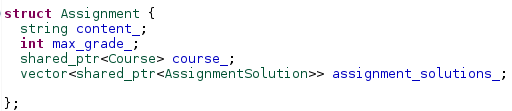 struct Assignment {
string content_;
int max_grade_;
shared_ptr<Course> course_;
vector<shared_ptr<AssignmentSolution>> assignment_solutions_;
};